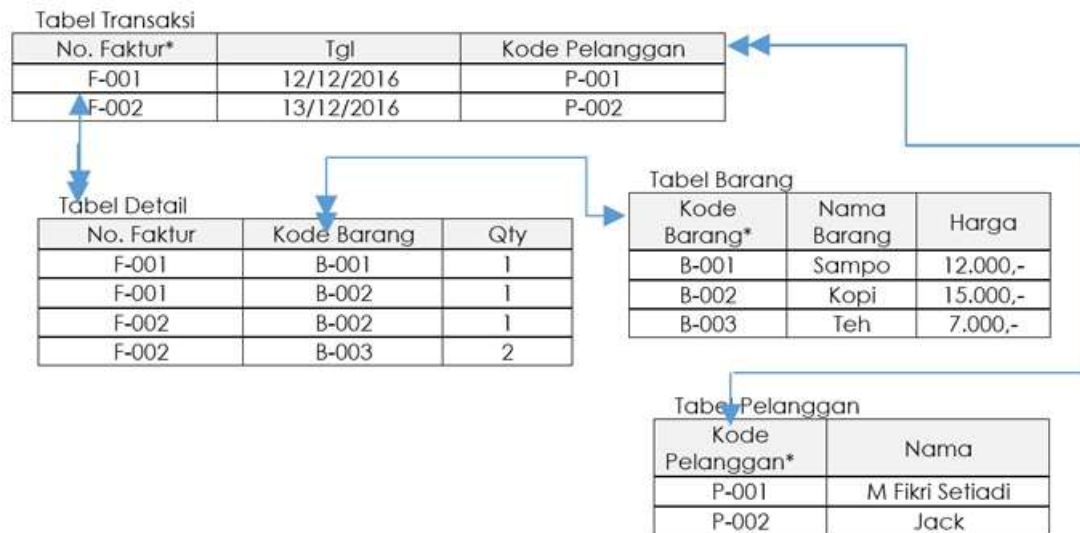 Tabel Transaksi
No. Faktur* Tgl Kode Pelanggan
F-001 12/12/2016 P-001
F-002 13/12/2016 P-002
Tabel Detail
No. Faktur Kode Barang Qty
F-001 B-001 1
F-001 B-002 1
F-002 B-002 1
F-002 B-003 2
Tabel Barang
Kode Barang* Nama Barang Harga
B-001 Sampo 12.000,-
B-002 Kopi 15.000,-
B-003 Teh 7.000,-
Tabel Pelanggan
Kode Pelanggan* Nama
P-001 M Fikri Setiadi
P-002 Jack